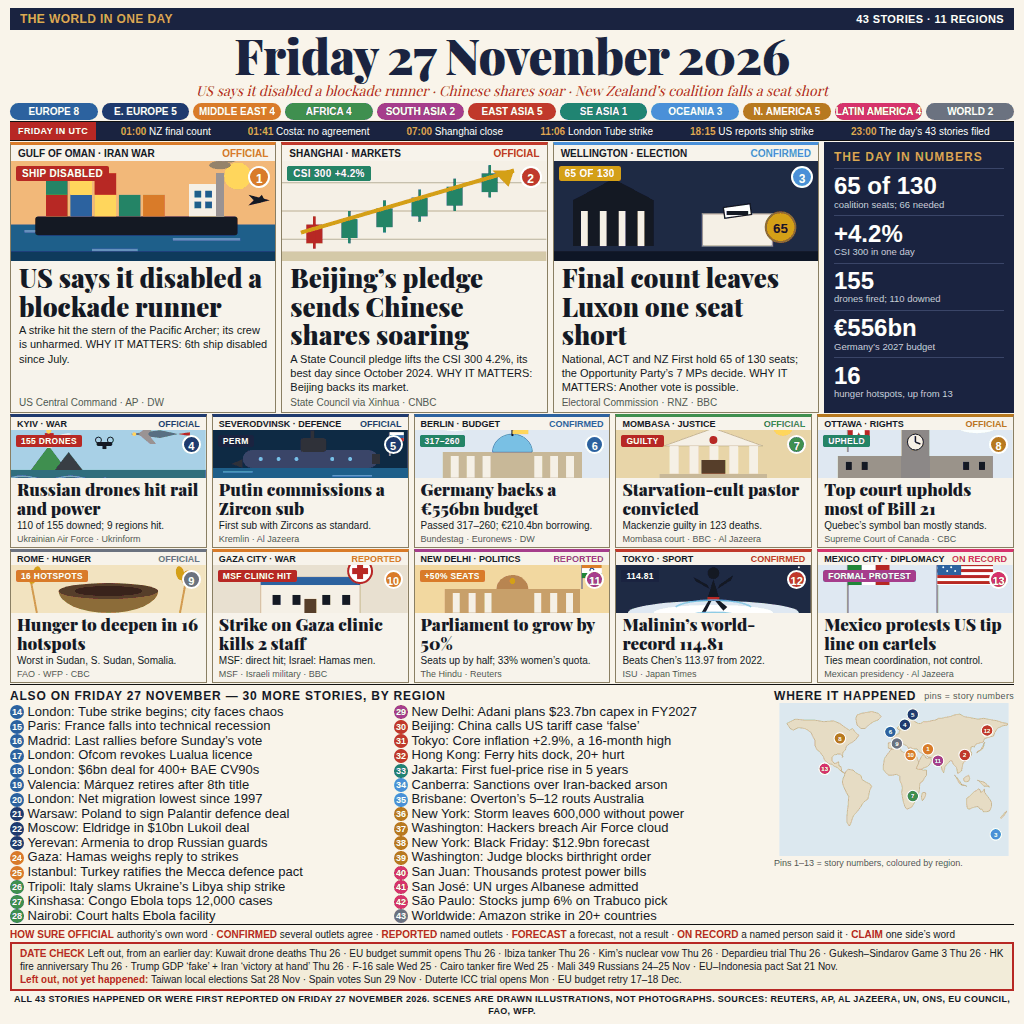 THE WORLD IN ONE DAY
43 STORIES · 11 REGIONS
Friday 27 November 2026
US says it disabled a blockade runner · Chinese shares soar · New Zealand's coalition falls a seat short
EUROPE 8
E. EUROPE 5
MIDDLE EAST 4
AFRICA 4
SOUTH ASIA 2
EAST ASIA 5
SE ASIA 1
OCEANIA 3
N. AMERICA 5
LATIN AMERICA 4
WORLD 2
FRIDAY IN UTC
01:00 NZ final count
01:41 Costa: no agreement
07:00 Shanghai close
11:06 London Tube strike
18:15 US reports ship strike
23:00 The day's 43 stories filed
GULF OF OMAN · IRAN WAR
OFFICIAL
SHIP DISABLED
1
US says it disabled a
blockade runner
A strike hit the stern of the Pacific Archer; its crew
is unharmed. WHY IT MATTERS: 6th ship disabled
since July.
US Central Command · AP · DW
SHANGHAI · MARKETS
OFFICIAL
CSI 300 +4.2%
2
Beijing's pledge
sends Chinese
shares soaring
A State Council pledge lifts the CSI 300 4.2%, its
best day since October 2024. WHY IT MATTERS:
Beijing backs its market.
State Council via Xinhua · CNBC
WELLINGTON · ELECTION
CONFIRMED
65 OF 130
3
65
Final count leaves
Luxon one seat
short
National, ACT and NZ First hold 65 of 130 seats;
the Opportunity Party's 7 MPs decide. WHY IT
MATTERS: Another vote is possible.
Electoral Commission · RNZ · BBC
THE DAY IN NUMBERS
65 of 130
coalition seats; 66 needed
+4.2%
CSI 300 in one day
155
drones fired; 110 downed
€556bn
Germany's 2027 budget
16
hunger hotspots, up from 13
KYIV · WAR
OFFICIAL
155 DRONES
4
Russian drones hit rail
and power
110 of 155 downed; 9 regions hit.
Ukrainian Air Force · Ukrinform
SEVERODVINSK · DEFENCE
OFFICIAL
PERM
5
Putin commissions a
Zircon sub
First sub with Zircons as standard.
Kremlin · Al Jazeera
BERLIN · BUDGET
CONFIRMED
317–260
6
Germany backs a
€556bn budget
Passed 317–260; €210.4bn borrowing.
Bundestag · Euronews · DW
MOMBASA · JUSTICE
OFFICIAL
GUILTY
7
Starvation-cult pastor
convicted
Mackenzie guilty in 123 deaths.
Mombasa court · BBC · Al Jazeera
OTTAWA · RIGHTS
OFFICIAL
UPHELD
8
Top court upholds
most of Bill 21
Quebec's symbol ban mostly stands.
Supreme Court of Canada · CBC
ROME · HUNGER
OFFICIAL
16 HOTSPOTS
9
Hunger to deepen in 16
hotspots
Worst in Sudan, S. Sudan, Somalia.
FAO · WFP · CBC
GAZA CITY · WAR
REPORTED
MSF CLINIC HIT
10
Strike on Gaza clinic
kills 2 staff
MSF: direct hit; Israel: Hamas men.
MSF · Israeli military · BBC
NEW DELHI · POLITICS
REPORTED
+50% SEATS
11
Parliament to grow by
50%
Seats up by half; 33% women's quota.
The Hindu · Reuters
TOKYO · SPORT
CONFIRMED
114.81
12
Malinin's world-
record 114.81
Beats Chen's 113.97 from 2022.
ISU · Japan Times
MEXICO CITY · DIPLOMACY
ON RECORD
FORMAL PROTEST
13
Mexico protests US tip
line on cartels
Ties mean coordination, not control.
Mexican presidency · Al Jazeera
ALSO ON FRIDAY 27 NOVEMBER — 30 MORE STORIES, BY REGION
14 London: Tube strike begins; city faces chaos
15 Paris: France falls into technical recession
16 Madrid: Last rallies before Sunday's vote
17 London: Ofcom revokes Lualua licence
18 London: $6bn deal for 400+ BAE CV90s
19 Valencia: Márquez retires after 8th title
20 London: Net migration lowest since 1997
21 Warsaw: Poland to sign Palantir defence deal
22 Moscow: Eldridge in $10bn Lukoil deal
23 Yerevan: Armenia to drop Russian guards
24 Gaza: Hamas weighs reply to strikes
25 Istanbul: Turkey ratifies the Mecca defence pact
26 Tripoli: Italy slams Ukraine's Libya ship strike
27 Kinshasa: Congo Ebola tops 12,000 cases
28 Nairobi: Court halts Ebola facility
29 New Delhi: Adani plans $23.7bn capex in FY2027
30 Beijing: China calls US tariff case 'false'
31 Tokyo: Core inflation +2.9%, a 16-month high
32 Hong Kong: Ferry hits dock, 20+ hurt
33 Jakarta: First fuel-price rise in 5 years
34 Canberra: Sanctions over Iran-backed arson
35 Brisbane: Overton's 5–12 routs Australia
36 New York: Storm leaves 600,000 without power
37 Washington: Hackers breach Air Force cloud
38 New York: Black Friday: $12.9bn forecast
39 Washington: Judge blocks birthright order
40 San Juan: Thousands protest power bills
41 San José: UN urges Albanese admitted
42 São Paulo: Stocks jump 6% on Trabuco pick
43 Worldwide: Amazon strike in 20+ countries
WHERE IT HAPPENED
pins = story numbers
5
4
6
12
8
9
1
10
11
2
13
7
3
Pins 1–13 = story numbers, coloured by region.
HOW SURE OFFICIAL authority's own word · CONFIRMED several outlets agree · REPORTED named outlets · FORECAST a forecast, not a result · ON RECORD a named person said it · CLAIM one side's word
DATE CHECK Left out, from an earlier day: Kuwait drone deaths Thu 26 · EU budget summit opens Thu 26 · Ibiza tanker Thu 26 · Kim's nuclear vow Thu 26 · Depardieu trial Thu 26 · Gukesh–Sindarov Game 3 Thu 26 · HK
fire anniversary Thu 26 · Trump GDP 'fake' + Iran 'victory at hand' Thu 26 · F-16 sale Wed 25 · Cairo tanker fire Wed 25 · Mali 349 Russians 24–25 Nov · EU–Indonesia pact Sat 21 Nov.
Left out, not yet happened: Taiwan local elections Sat 28 Nov · Spain votes Sun 29 Nov · Duterte ICC trial opens Mon · EU budget retry 17–18 Dec.
ALL 43 STORIES HAPPENED OR WERE FIRST REPORTED ON FRIDAY 27 NOVEMBER 2026. SCENES ARE DRAWN ILLUSTRATIONS, NOT PHOTOGRAPHS. SOURCES: REUTERS, AP, AL JAZEERA, UN, ONS, EU COUNCIL,
FAO, WFP.